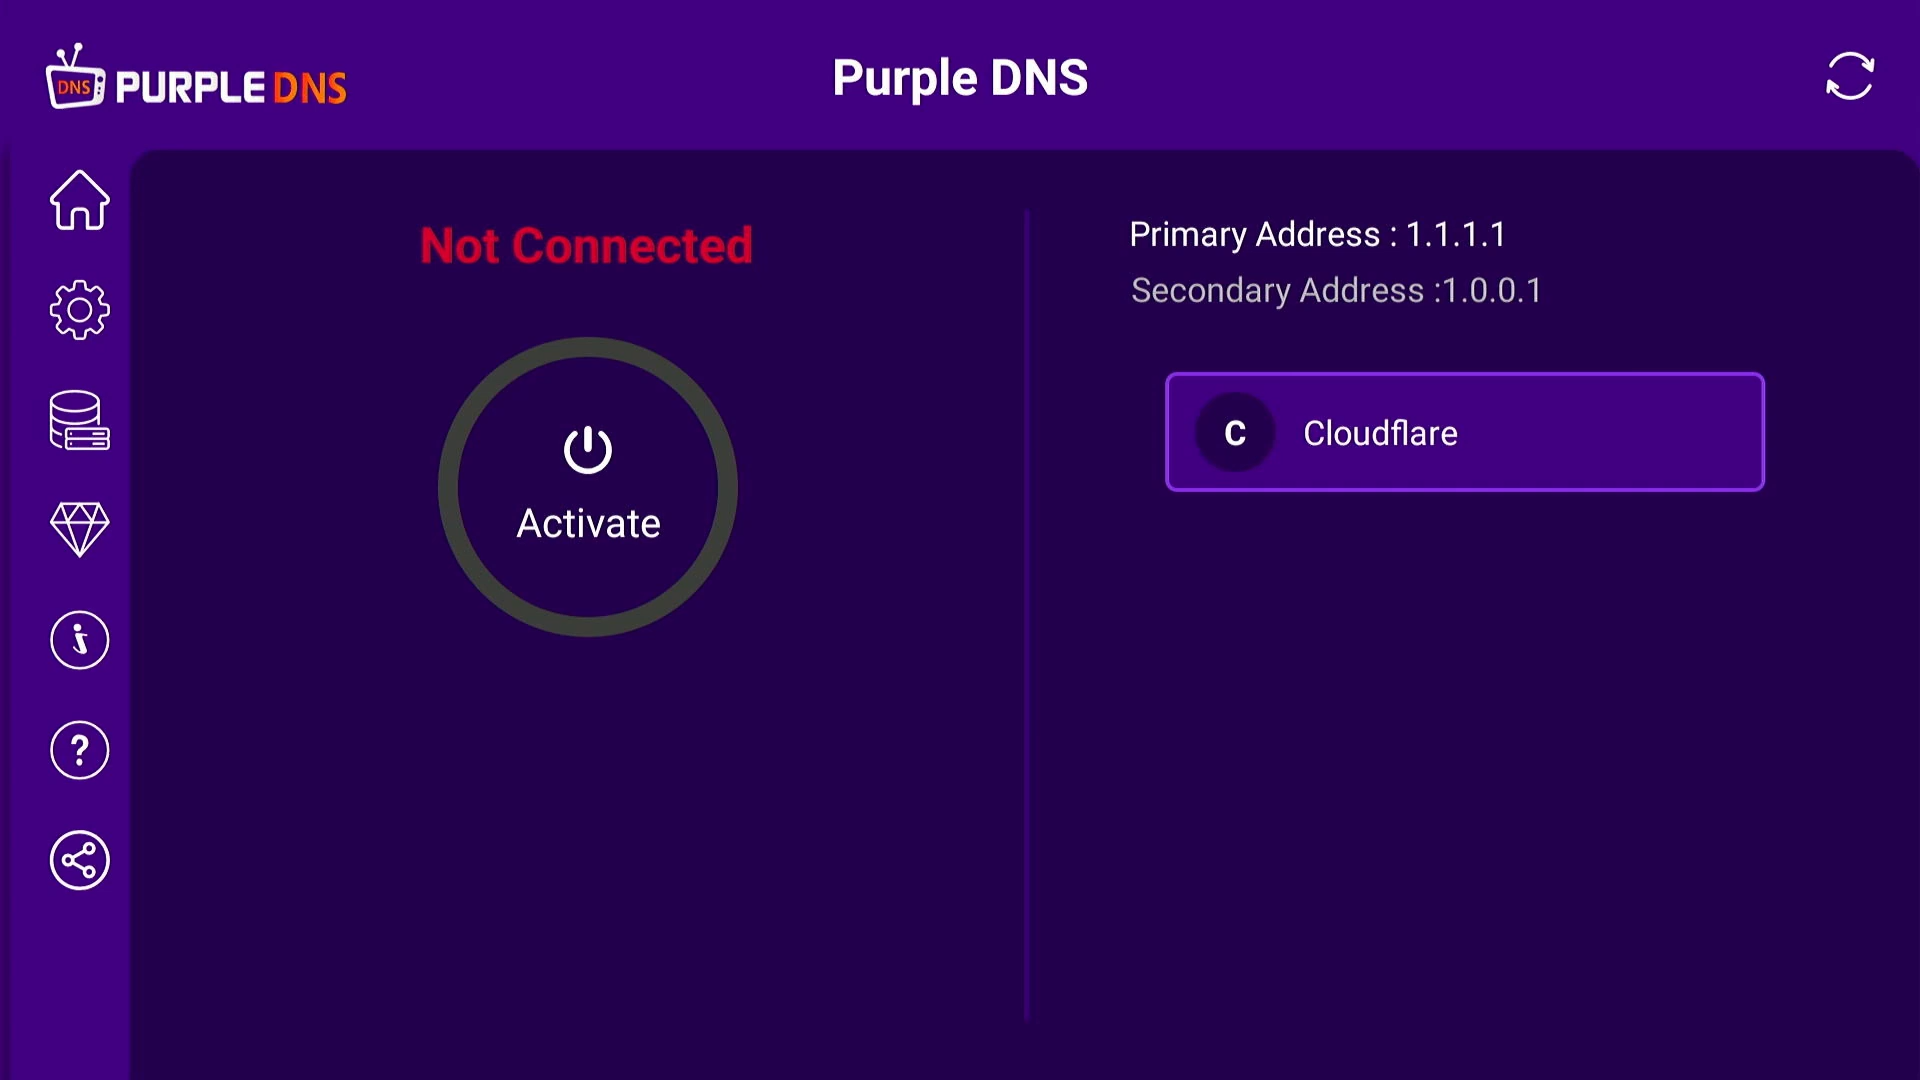 DNS PURPLE DNS
Purple DNS
Not Connected
Activate
Primary Address : 1.1.1.1
Secondary Address :1.0.0.1
C Cloudflare
i
?